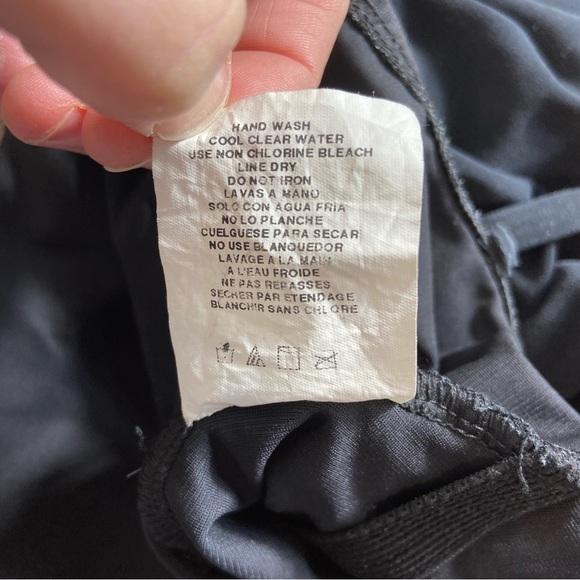 HAND WASH
COOL CLEAR WATER
USE NON CHLORINE BLEACH
LINE DRY
DO NOT IRON
LAVAS A MANO
SOLO CON AGUA FRIA
NO LO PLANCHE
CUELGUESE PARA SECAR
NO USE BLANQUEDOR
LAVAGE A LA MAIN
A L'EAU FROIDE
NE PAS REPASSES
SECHER PAR ETENDAGE
BLANCHIR SANS CHLORE